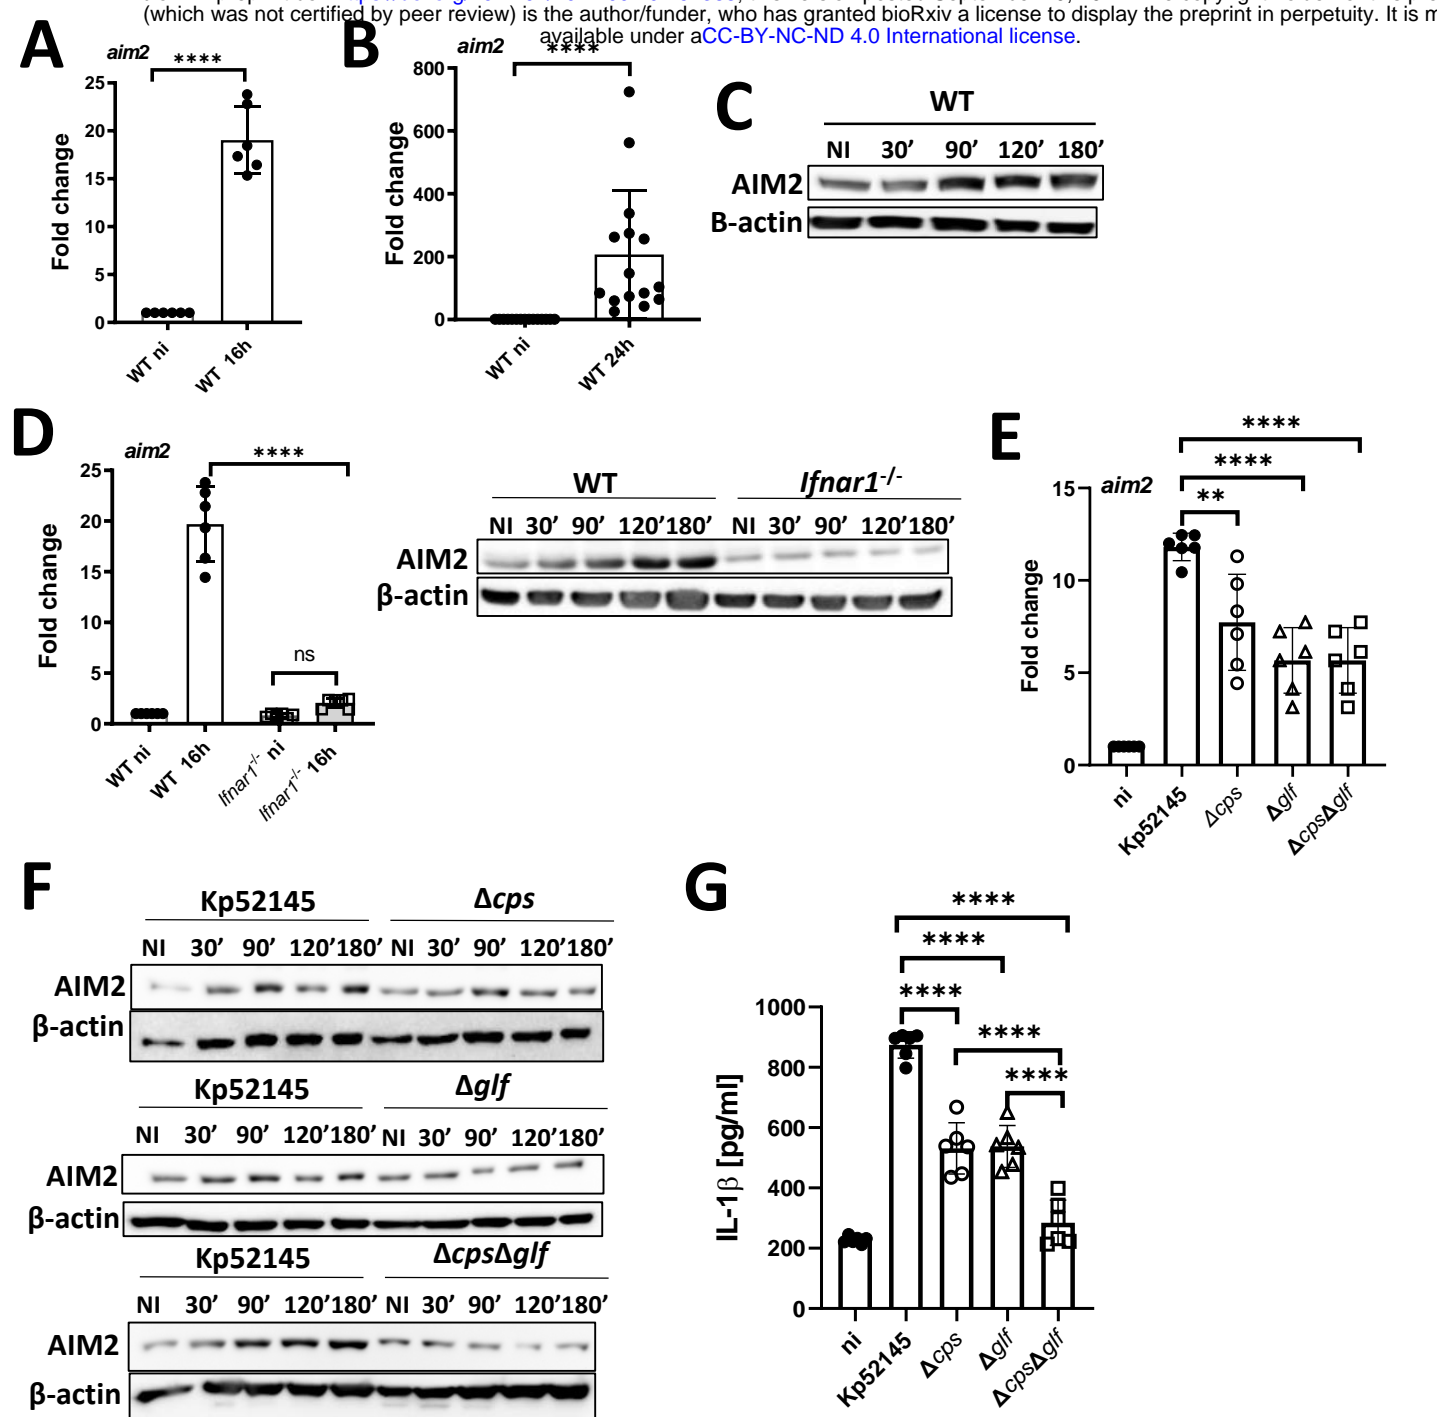 (which was not certified by peer review) is the author/funder, who has granted bioRxiv a license to display the preprint in perpetuity. It is m
available under aCC-BY-NC-ND 4.0 International license.
A
aim2
****
Fold change
25
20
15
10
5
0
WT ni
WT 16h
B
aim2
****
Fold change
800
600
400
200
0
WT ni
WT 24h
C
WT
NI 30’ 90’ 120’ 180’
AIM2
B-actin
D
aim2
****
ns
Fold change
25
20
15
10
5
0
WT ni
WT 16h
Ifnar1-/- ni
Ifnar1-/- 16h
WT Ifnar1-/-
NI 30’ 90’ 120’180’ NI 30’ 90’ 120’180’
AIM2
β-actin
E
aim2
****
****
**
Fold change
15
10
5
0
ni
Kp52145
Δcps
Δglf
ΔcpsΔglf
F
Kp52145 Δcps
NI 30’ 90’ 120’180’ NI 30’ 90’ 120’180’
AIM2
β-actin
Kp52145 Δglf
NI 30’ 90’ 120’180’ NI 30’ 90’ 120’180’
AIM2
β-actin
Kp52145 ΔcpsΔglf
NI 30’ 90’ 120’180’ NI 30’ 90’ 120’180’
AIM2
β-actin
G
****
****
****
****
****
IL-1β [pg/ml]
1000
800
600
400
200
0
ni
Kp52145
Δcps
Δglf
ΔcpsΔglf